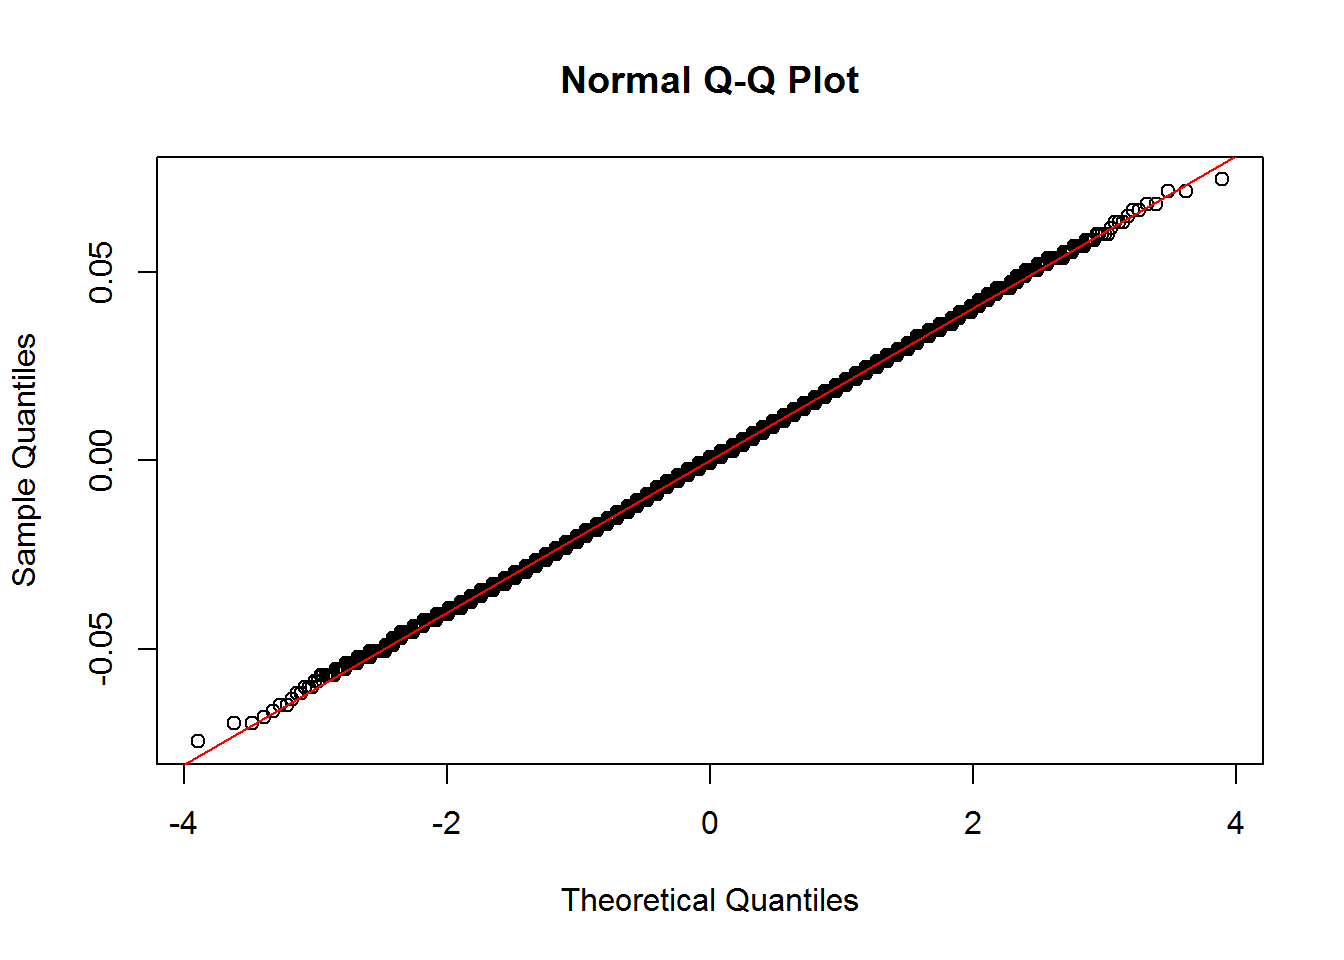 Normal Q-Q Plot
Sample Quantiles
0.05
0.00
-0.05
-4 -2 0 2 4
Theoretical Quantiles